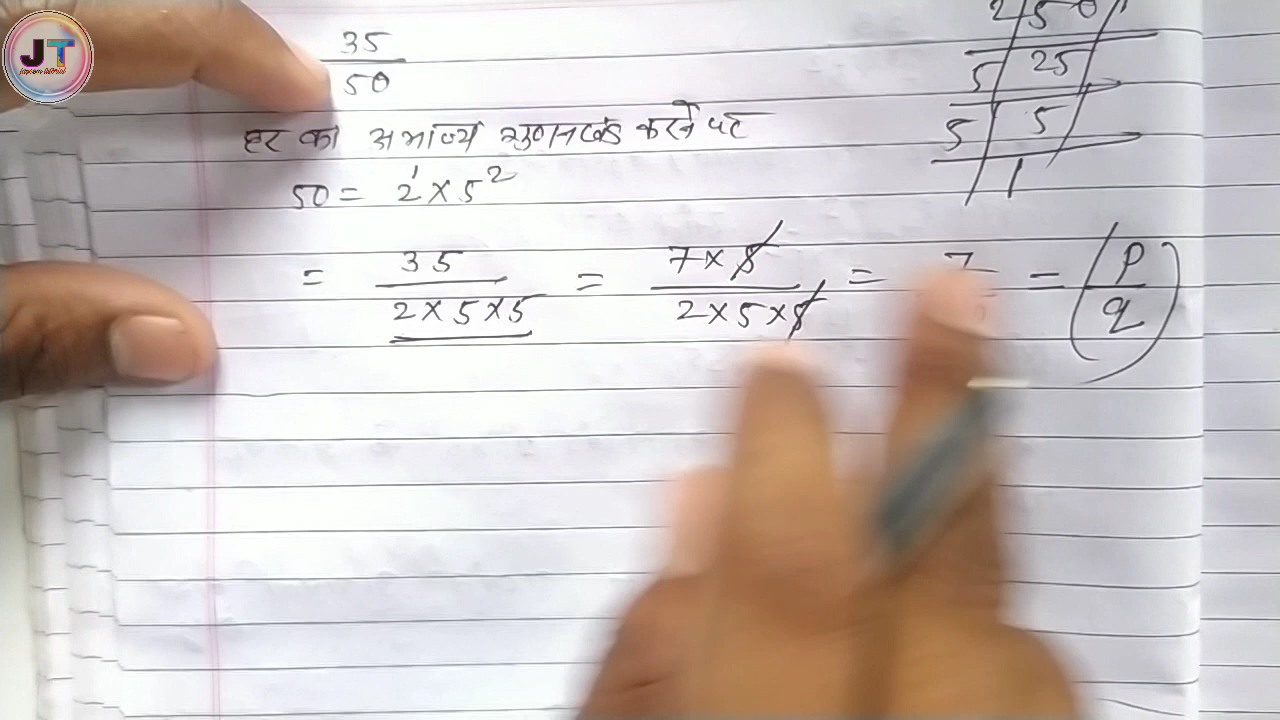 JT
35
50
हर का अभाज्य गुणनखंड करने पर
50 = 2¹ × 5²
= 35 / 2×5×5 = 7×5 / 2×5×5 = 7 = (p/q)
2 50
5 25
5 5
1